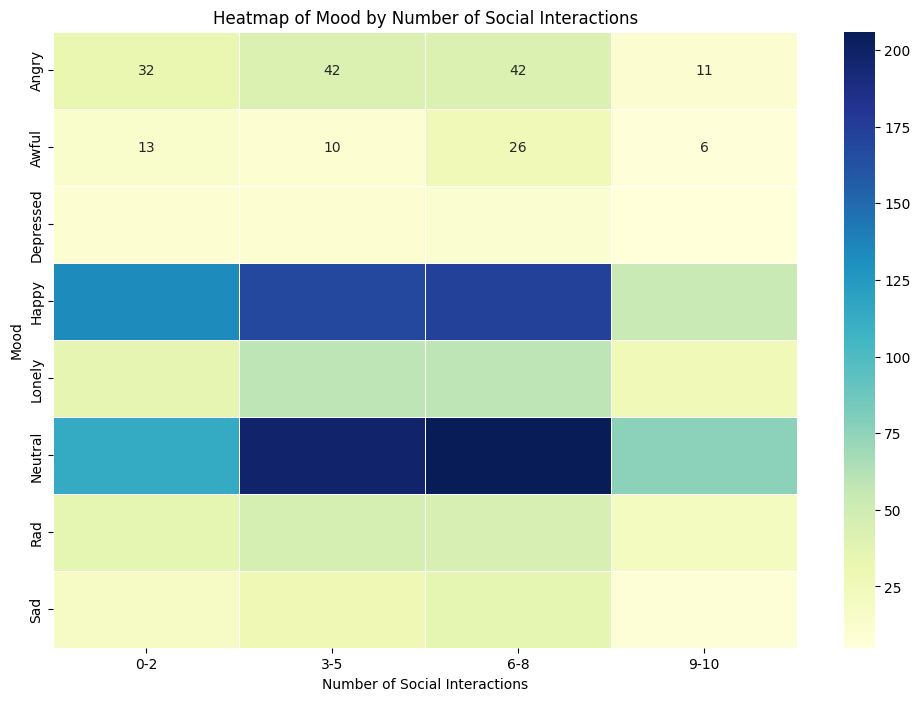 Heatmap of Mood by Number of Social Interactions
Angry
32 42 42 11
Awful
13 10 26 6
Depressed
Happy
Lonely
Neutral
Rad
Sad
Mood
0-2 3-5 6-8 9-10
Number of Social Interactions
200
175
150
125
100
75
50
25